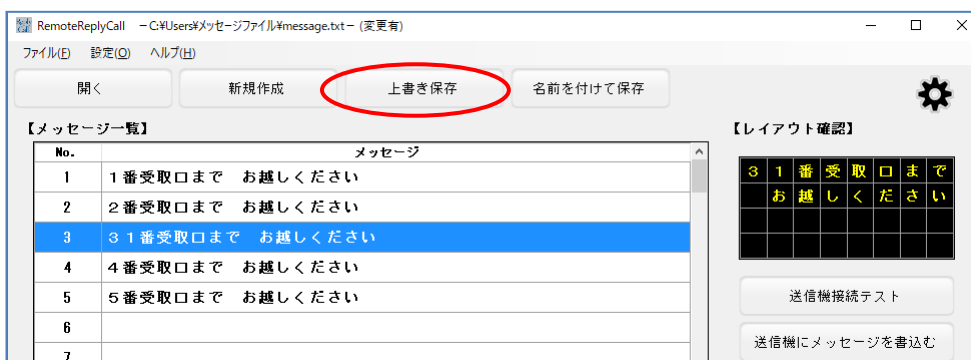 RemoteReplyCall －C:¥Users¥メッセージファイル¥message.txt－ (変更有)
ファイル(F) 設定(O) ヘルプ(H)
開く 新規作成 上書き保存 名前を付けて保存
【メッセージ一覧】
No. メッセージ
1 １番受取口まで　お越しください
2 ２番受取口まで　お越しください
3 ３１番受取口まで　お越しください
4 ４番受取口まで　お越しください
5 ５番受取口まで　お越しください
6
7
【レイアウト確認】
３１番受取口まで
お越しください
送信機接続テスト
送信機にメッセージを書込む